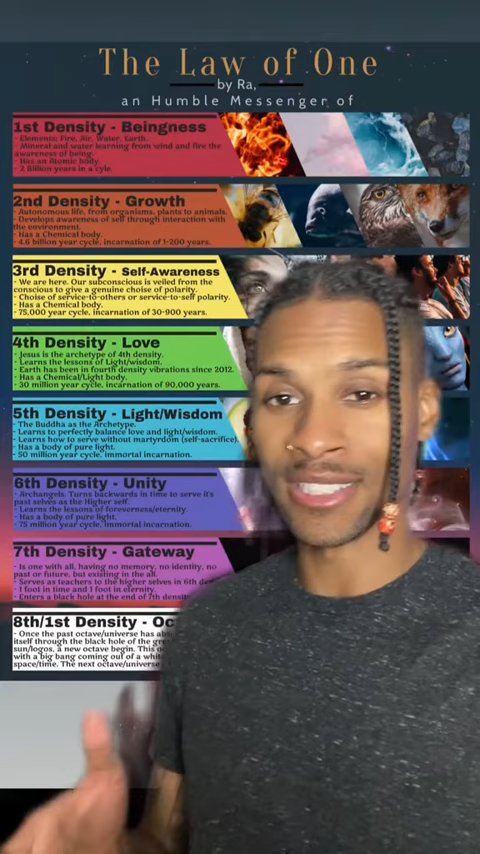 The Law of One
by Ra,
an Humble Messenger of
1st Density - Beingness
- Elements: Fire, Air, Water, Earth.
- Mineral and water learning from wind and fire the
awareness of being.
- Has an Atomic body.
- 2 Billion years in a cyle
2nd Density - Growth
- Autonomous life, from organisms, plants to animals.
- Develops awareness of self through interaction with
the environment.
- Has a Chemical body.
- 4.6 billion year cycle, incarnation of 1-200 years.
3rd Density - Self-Awareness
- We are here. Our subconscious is veiled from the
conscious to give a genuine choise of polarity.
- Choise of service-to-others or service-to-self polarity.
- Has a Chemical body.
- 75,000 year cycle, incarnation of 30-900 years.
4th Density - Love
- Jesus is the archetype of 4th density.
- Learns the lessons of Light/wisdom.
- Earth has been in fourth density vibrations since 2012.
- Has a Chemical/Light body.
- 30 million year cycle, incarnation of 90,000 years.
5th Density - Light/Wisdom
- The Buddha as the Archetype.
- Learns to perfectly balance love and light/wisdom.
- Learns how to serve without martyrdom (self-sacrifice)
- Has a body of pure light.
- 50 million year cycle, immortal incarnation.
6th Density - Unity
- Archangels. Turns backwards in time to serve it's
past selves as the Higher self.
- Learns the lessons of foreverness/eternity.
- Has a body of pure light.
- 75 million year cycle, immortal incarnation.
7th Density - Gateway
- Is one with all, having no memory, no identity, no
past or future, but existing in the all.
- Serves as teachers to the higher selves in 6th de
- 1 foot in time and 1 foot in eternity.
- Enters a black hole at the end of 7th densit
8th/1st Density - Oc
- Once the past octave/universe has abs
itself through the black hole of the gre
sun/logos, a new octave begin. This o
with a big bang coming out of a whit
space/time. The next octave/universe